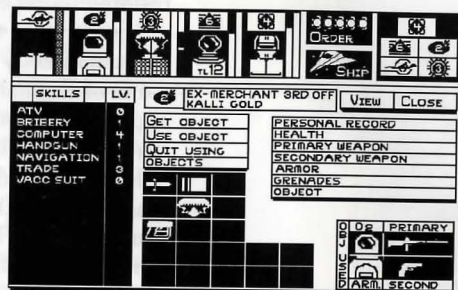 TL12
ORDER
SHIP
SKILLS LV.
ATV 0
BRIBERY 1
COMPUTER 4
HANDGUN 1
NAVIGATION 1
TRADE 3
VACC SUIT 0
EX-MERCHANT 3RD OFF
KALLI GOLD
VIEW CLOSE
GET OBJECT
USE OBJECT
QUIT USING
OBJECTS
PERSONAL RECORD
HEALTH
PRIMARY WEAPON
SECONDARY WEAPON
ARMOR
GRENADES
OBJECT
OBJ USED
O2 PRIMARY
ARM. SECOND